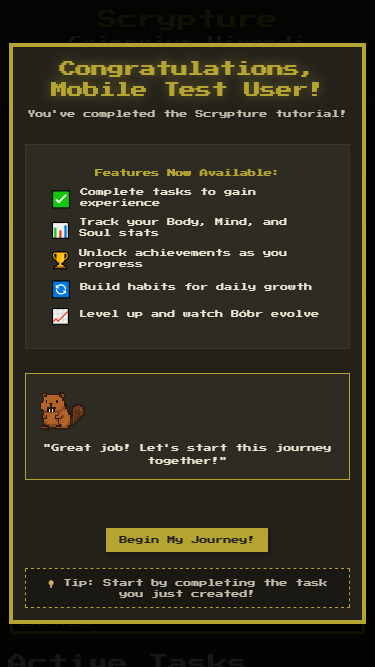 Scrypture
Grimorium Vivendi
Congratulations,
Mobile Test User!
You've completed the Scrypture tutorial!
Features Now Available:
Complete tasks to gain
experience
Track your Body, Mind, and
Soul stats
Unlock achievements as you
progress
Build habits for daily growth
Level up and watch Bóbr evolve
"Great job! Let's start this journey
together!"
Begin My Journey!
Tip: Start by completing the task
you just created!
Active Tasks